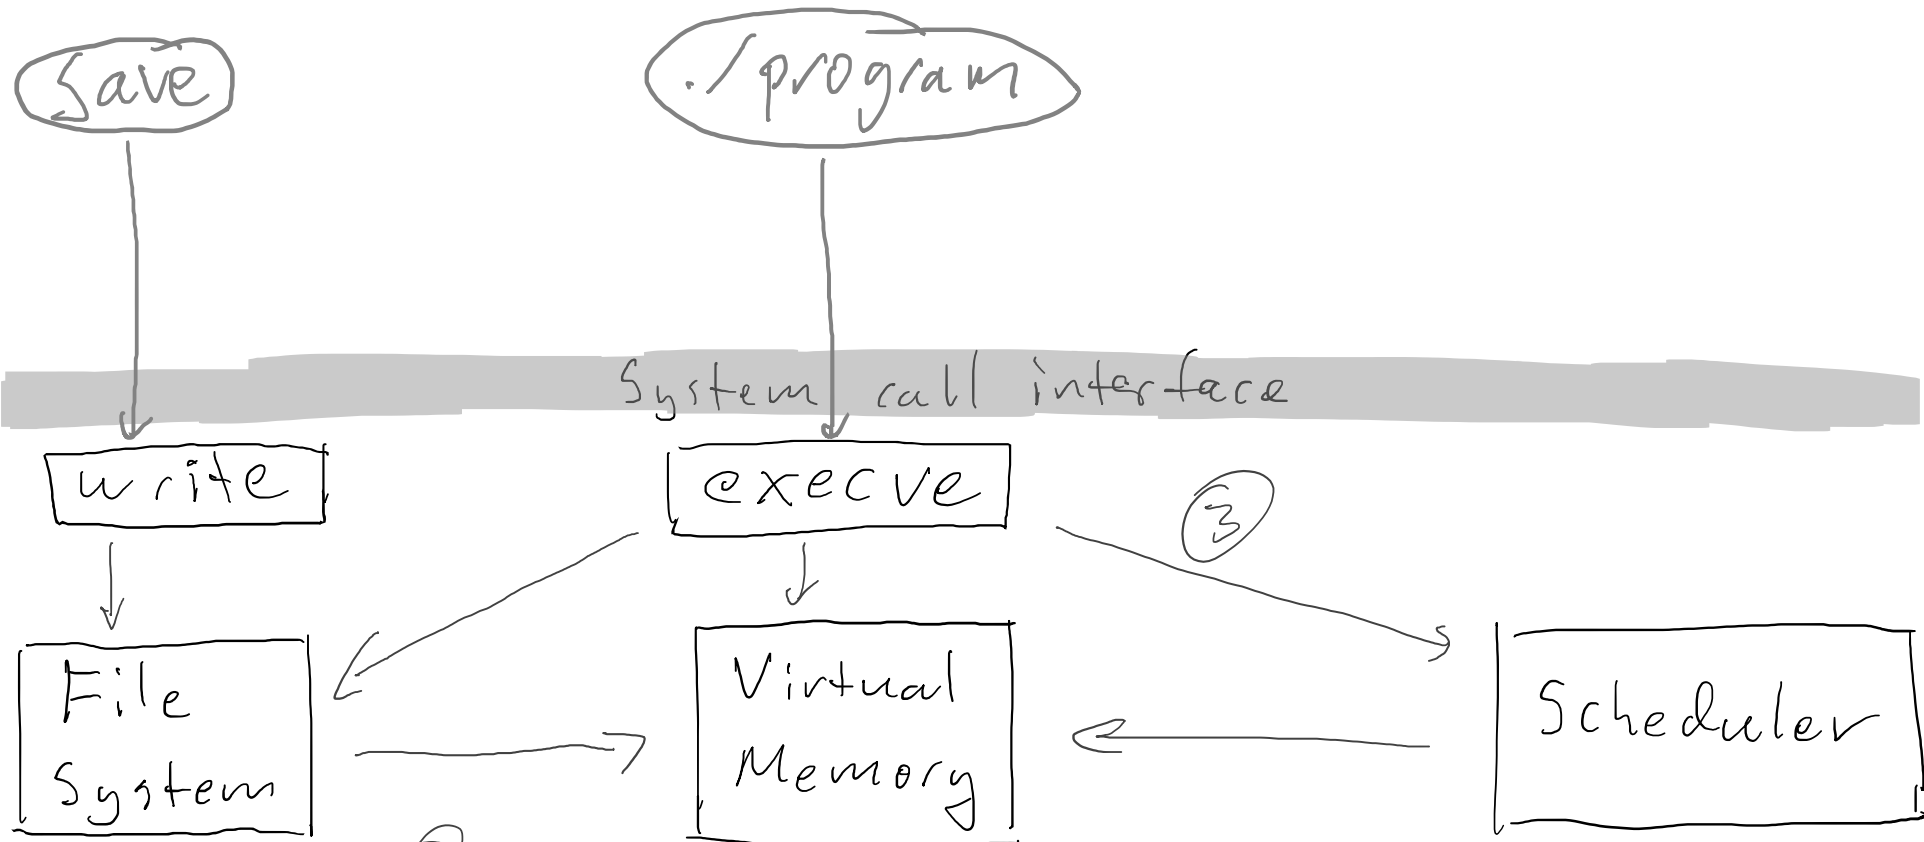 Save
./program
System call interface
write
execve
3
File
System
Virtual
Memory
Scheduler